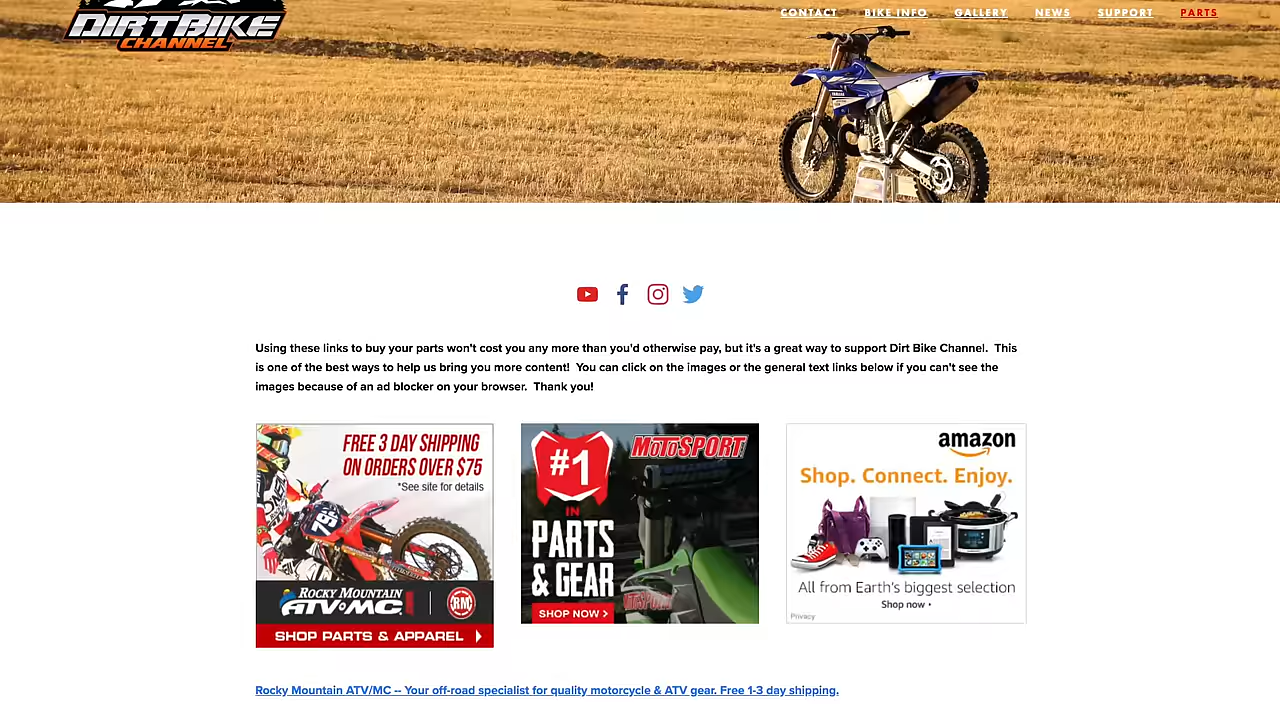 DIRT BIKE
CHANNEL
CONTACT BIKE INFO GALLERY NEWS SUPPORT PARTS
YAMAHA
Using these links to buy your parts won't cost you any more than you'd otherwise pay, but it's a great way to support Dirt Bike Channel.  This
is one of the best ways to help us bring you more content!  You can click on the images or the general text links below if you can't see the
images because of an ad blocker on your browser.  Thank you!
FREE 3 DAY SHIPPING
ON ORDERS OVER $75
*See site for details
ROCKY MOUNTAIN
ATV·MC
RM
SHOP PARTS & APPAREL
#1
IN
PARTS
& GEAR
SHOP NOW >
MOTOSPORT
MOTOSPORT
amazon
Shop. Connect. Enjoy.
All from Earth's biggest selection
Shop now
Privacy
Rocky Mountain ATV/MC -- Your off-road specialist for quality motorcycle & ATV gear. Free 1-3 day shipping.